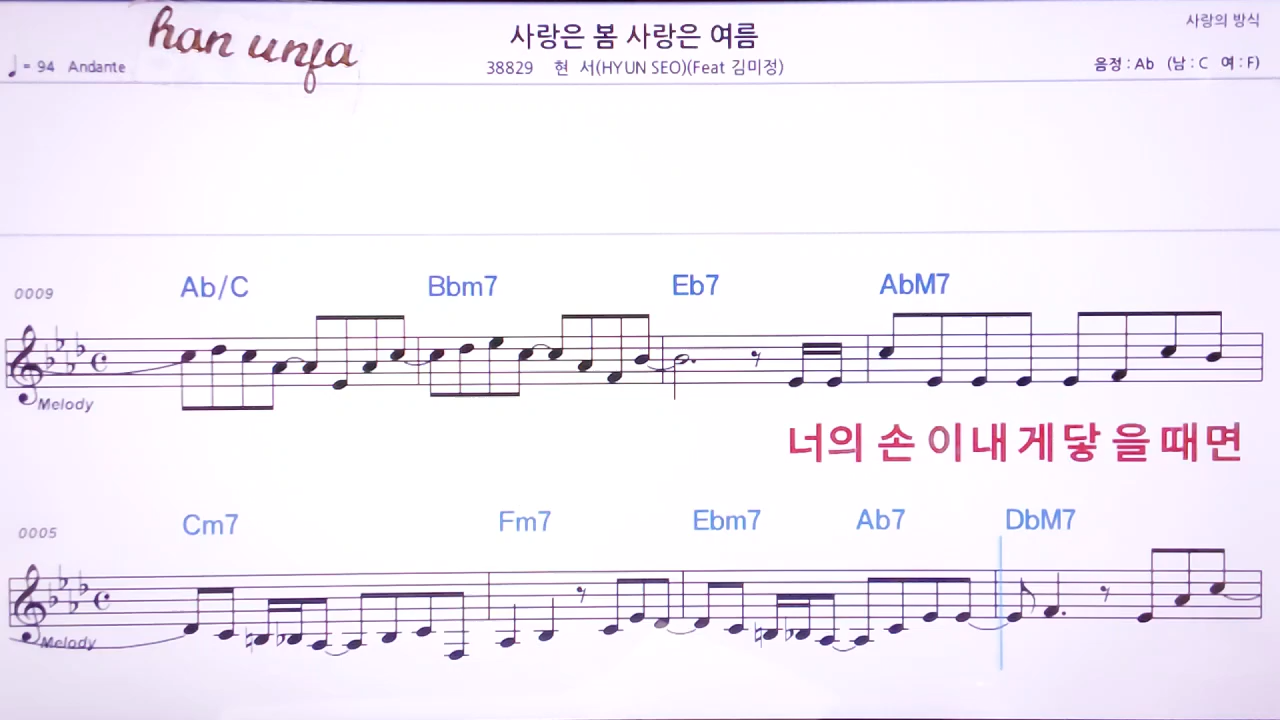 han unja
사랑은 봄 사랑은 여름
사랑의 방식
♩= 94 Andante
38829 현 서(HYUN SEO)(Feat 김미정)
음정 : Ab (남 : C 여 : F)
0009
Ab/C Bbm7 Eb7 AbM7
Melody
너의 손 이 내 게 닿 을 때 면
0005
Cm7 Fm7 Ebm7 Ab7 DbM7
Melody